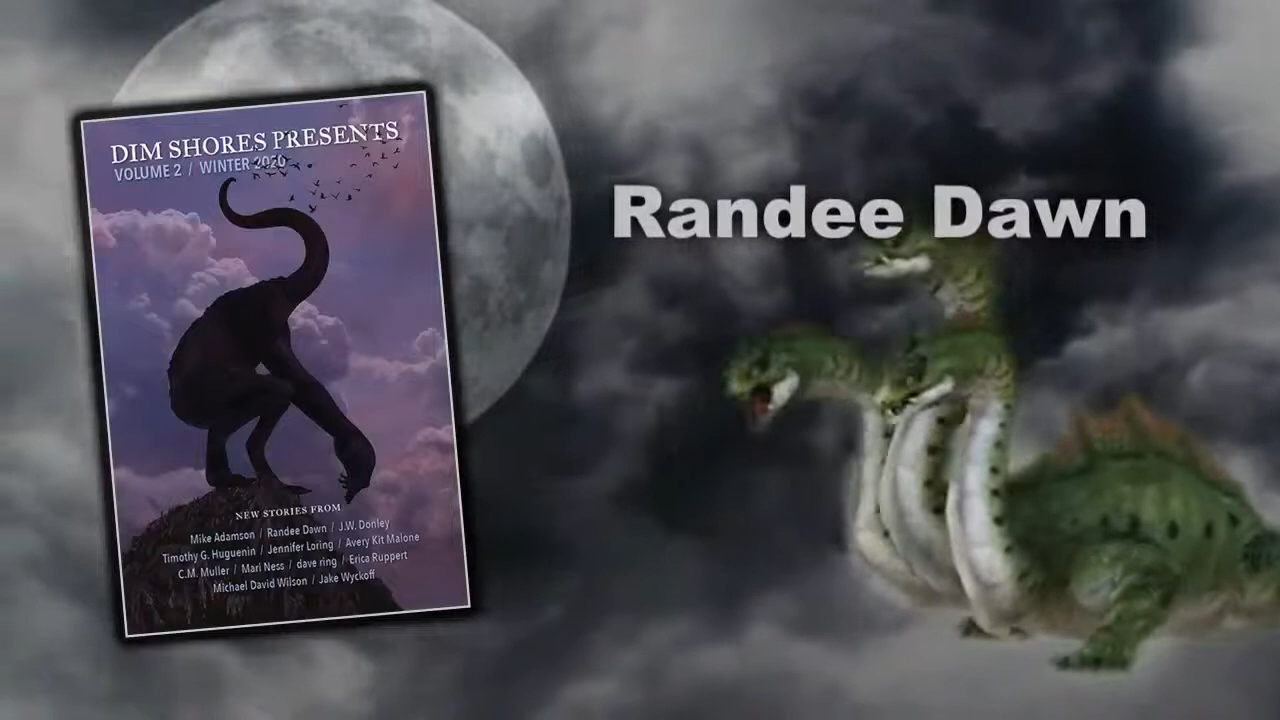 DIM SHORES PRESENTS
VOLUME 2 / WINTER 2020
Randee Dawn
NEW STORIES FROM
Mike Adamson / Randee Dawn / J.W. Donley
Timothy G. Huguenin / Jennifer Loring / Avery Kit Malone
C.M. Muller / Mari Ness / dave ring / Erica Ruppert
Michael David Wilson / Jake Wyckoff